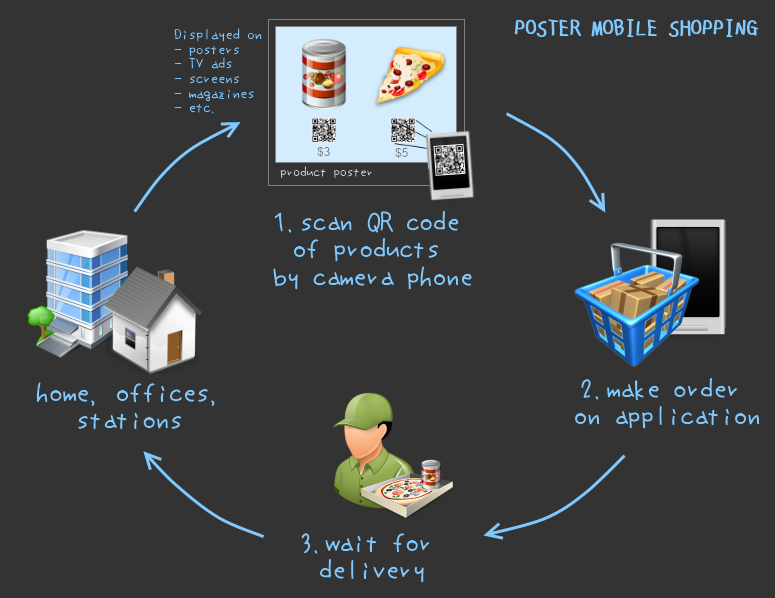 POSTER MOBILE SHOPPING
Displayed on
- posters
- TV ads
- screens
- magazines
- etc.
$3
$5
product poster
1. scan QR code
of products
by camera phone
2. make order
on application
3. wait for
delivery
home, offices,
stations